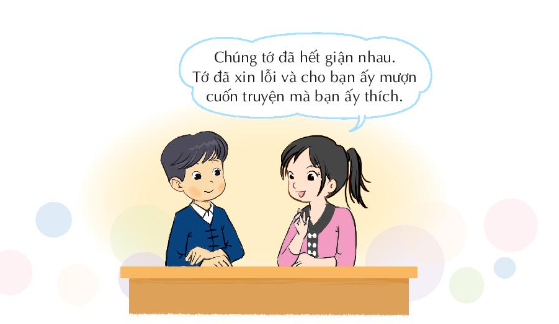 Chúng tớ đã hết giận nhau.
Tớ đã xin lỗi và cho bạn ấy mượn
cuốn truyện mà bạn ấy thích.